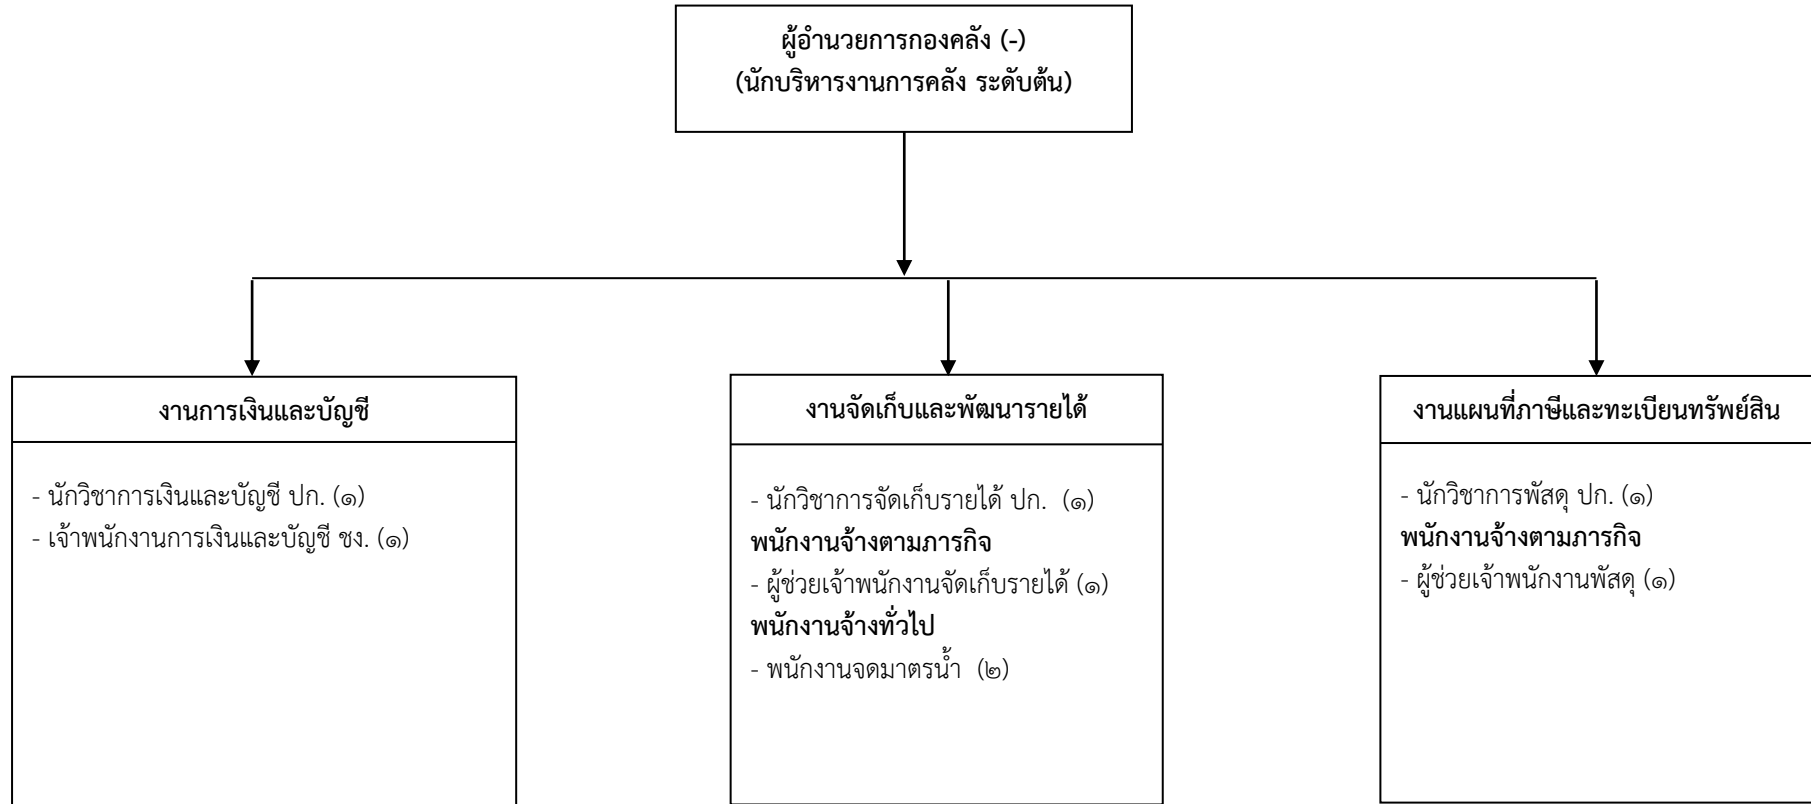 ผู้อำนวยการกองคลัง (-)
(นักบริหารงานการคลัง ระดับต้น)
งานการเงินและบัญชี
- นักวิชาการเงินและบัญชี ปก. (๑)
- เจ้าพนักงานการเงินและบัญชี ชง. (๑)
งานจัดเก็บและพัฒนารายได้
- นักวิชาการจัดเก็บรายได้ ปก. (๑)
พนักงานจ้างตามภารกิจ
- ผู้ช่วยเจ้าพนักงานจัดเก็บรายได้ (๑)
พนักงานจ้างทั่วไป
- พนักงานจดมาตรน้ำ (๒)
งานแผนที่ภาษีและทะเบียนทรัพย์สิน
- นักวิชาการพัสดุ ปก. (๑)
พนักงานจ้างตามภารกิจ
- ผู้ช่วยเจ้าพนักงานพัสดุ (๑)